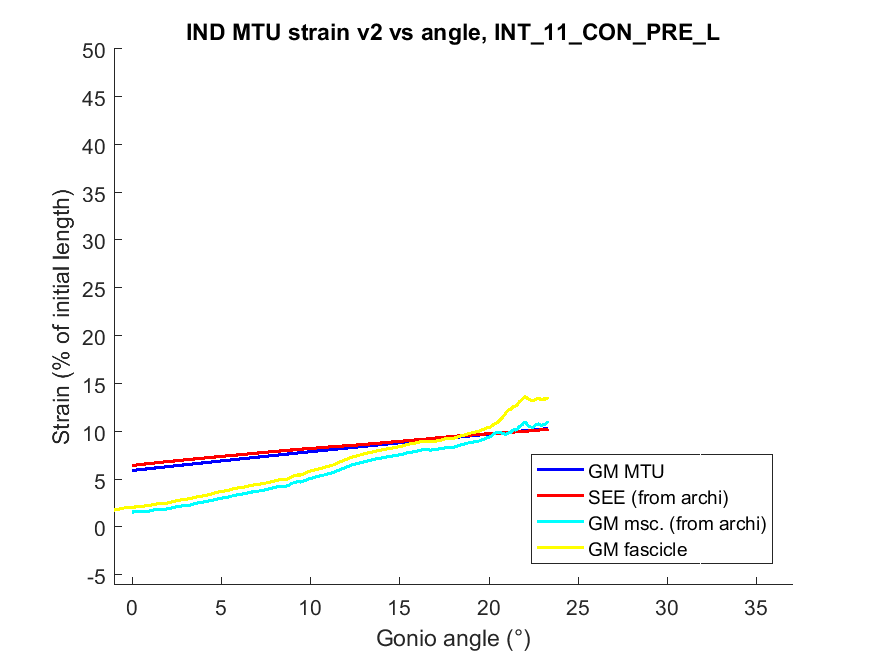 IND MTU strain v2 vs angle, INT_11_CON_PRE_L
50
45
40
35
30
25
20
15
10
5
0
-5
Strain (% of initial length)
GM MTU
SEE (from archi)
GM msc. (from archi)
GM fascicle
0 5 10 15 20 25 30 35
Gonio angle (°)